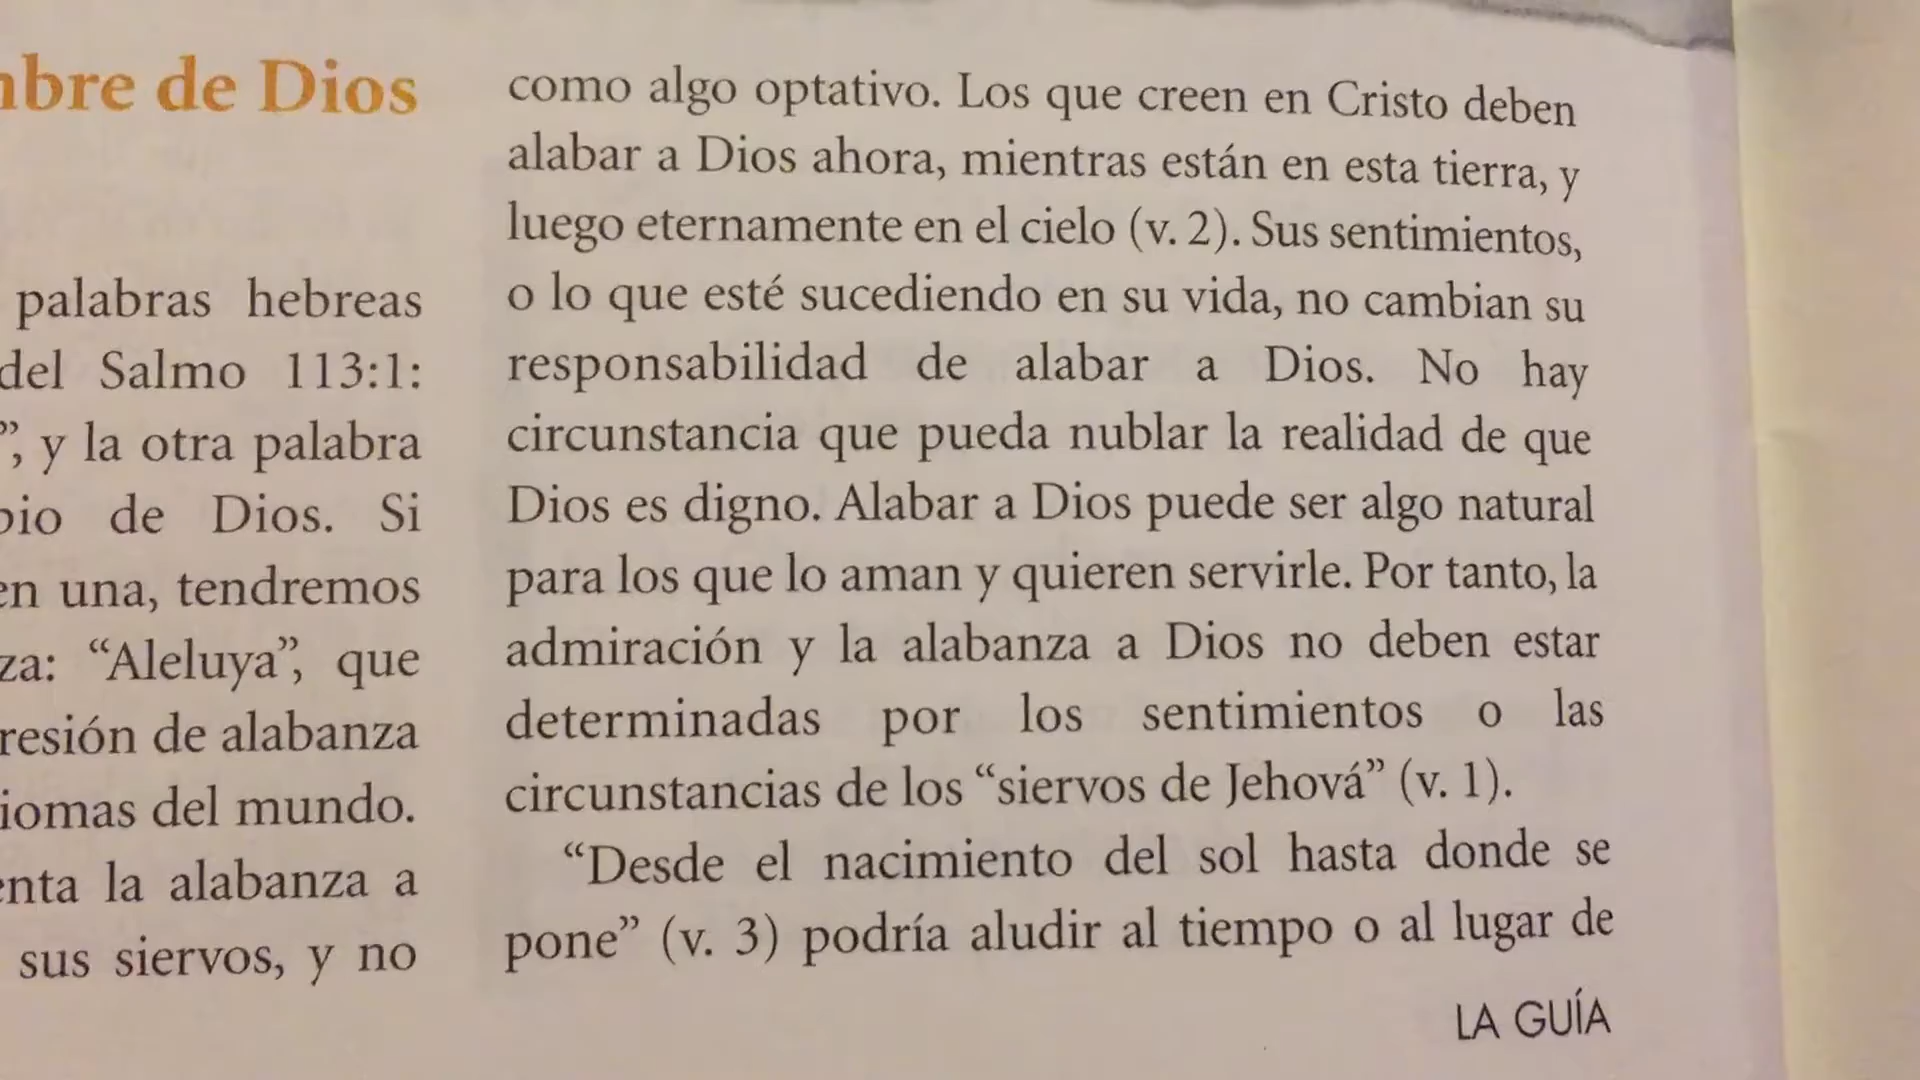 de Dios
palabras hebreas
del Salmo 113:1:
”, y la otra palabra
de Dios. Si
en una, tendremos
“Aleluya”, que
de alabanza
del mundo.
la alabanza a
sus siervos, y no
como algo optativo. Los que creen en Cristo deben
alabar a Dios ahora, mientras están en esta tierra, y
luego eternamente en el cielo (v. 2). Sus sentimientos,
o lo que esté sucediendo en su vida, no cambian su
responsabilidad de alabar a Dios. No hay
circunstancia que pueda nublar la realidad de que
Dios es digno. Alabar a Dios puede ser algo natural
para los que lo aman y quieren servirle. Por tanto, la
admiración y la alabanza a Dios no deben estar
determinadas por los sentimientos o las
circunstancias de los “siervos de Jehová” (v. 1).
“Desde el nacimiento del sol hasta donde se
pone” (v. 3) podría aludir al tiempo o al lugar de
LA GUÍA